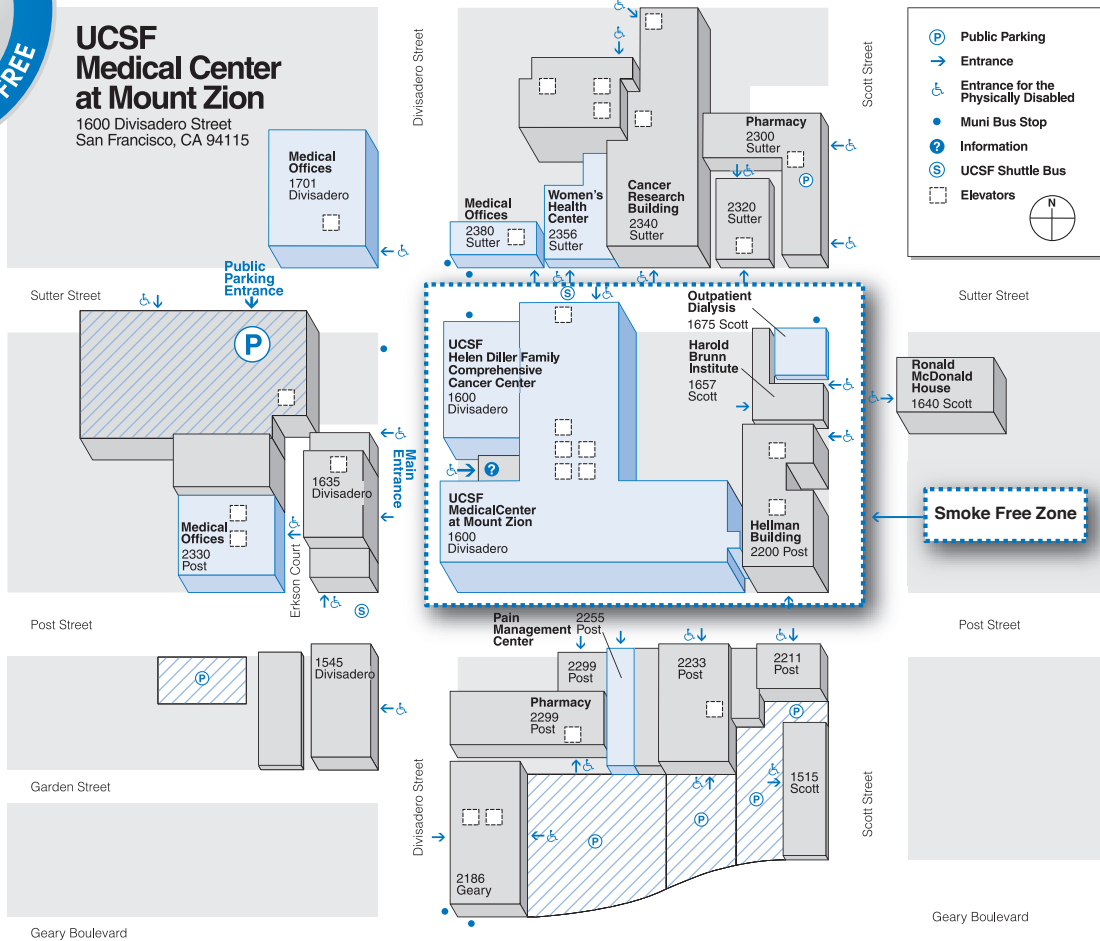 FREE
UCSF
Medical Center
at Mount Zion
1600 Divisadero Street
San Francisco, CA 94115
Medical
Offices
1701
Divisadero
Public
Parking
Entrance
Sutter Street
P
Divisadero Street
Scott Street
Medical
Offices
2380
Sutter
Women's
Health
Center
2356
Sutter
Cancer
Research
Building
2340
Sutter
Pharmacy
2300
Sutter
P
2320
Sutter
P Public Parking
Entrance
Entrance for the
Physically Disabled
Muni Bus Stop
? Information
S UCSF Shuttle Bus
Elevators
N
Sutter Street
S
UCSF
Helen Diller Family
Comprehensive
Cancer Center
1600
Divisadero
?
UCSF
MedicalCenter
at Mount Zion
1600
Divisadero
Outpatient
Dialysis
1675 Scott
Harold
Brunn
Institute
1657
Scott
Hellman
Building
2200 Post
Ronald
McDonald
House
1640 Scott
Smoke Free Zone
Main
Entrance
1635
Divisadero
Medical
Offices
2330
Post
Erkson Court
S
Post Street
Post Street
P
1545
Divisadero
Garden Street
Pain
Management
Center
2255
Post
2299
Post
Pharmacy
2299
Post
2233
Post
2211
Post
P
1515
Scott
P
P
P
2186
Geary
Divisadero Street
Scott Street
Geary Boulevard
Geary Boulevard